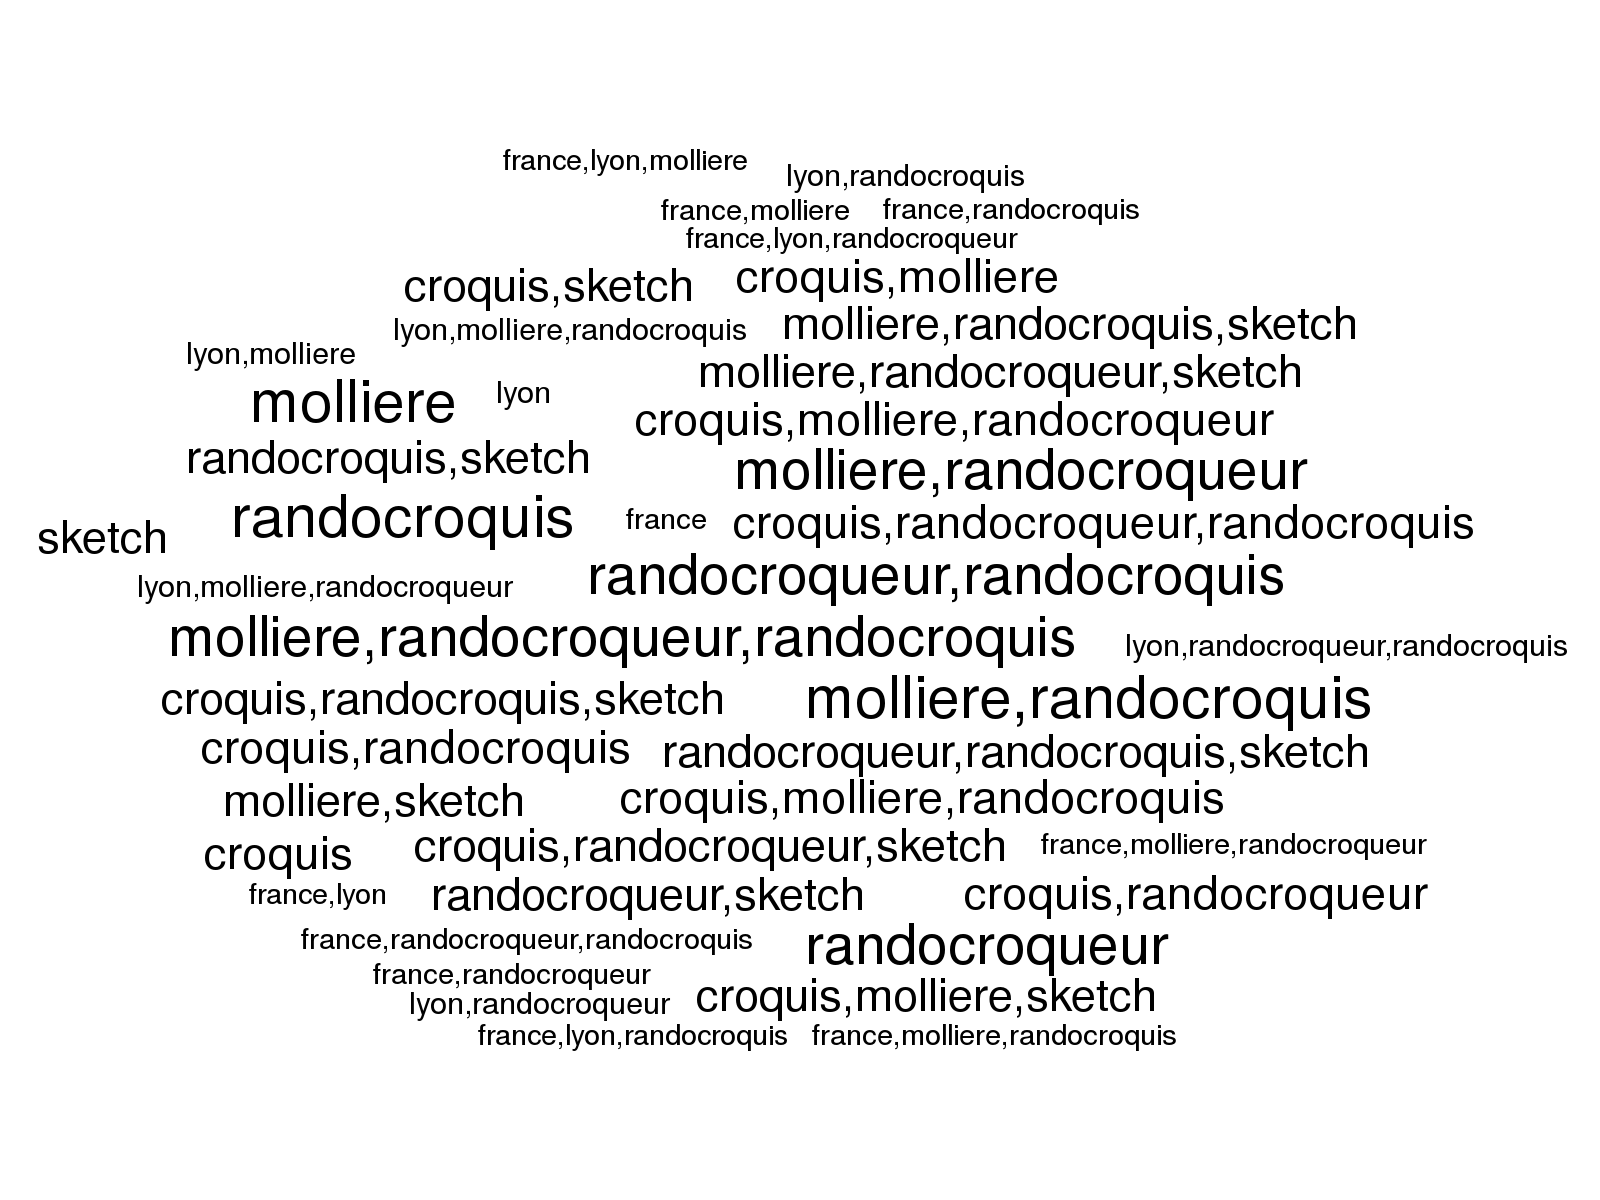 france,lyon,molliere
lyon,randocroquis
france,molliere france,randocroquis
france,lyon,randocroqueur
croquis,sketch croquis,molliere
lyon,molliere,randocroquis molliere,randocroquis,sketch
lyon,molliere
molliere,randocroqueur,sketch
molliere lyon
croquis,molliere,randocroqueur
randocroquis,sketch molliere,randocroqueur
randocroquis france croquis,randocroqueur,randocroquis
sketch
lyon,molliere,randocroqueur randocroqueur,randocroquis
molliere,randocroqueur,randocroquis lyon,randocroqueur,randocroquis
croquis,randocroquis,sketch molliere,randocroquis
croquis,randocroquis randocroqueur,randocroquis,sketch
molliere,sketch croquis,molliere,randocroquis
croquis croquis,randocroqueur,sketch france,molliere,randocroqueur
france,lyon randocroqueur,sketch croquis,randocroqueur
france,randocroqueur,randocroquis randocroqueur
france,randocroqueur
lyon,randocroqueur croquis,molliere,sketch
france,lyon,randocroquis france,molliere,randocroquis